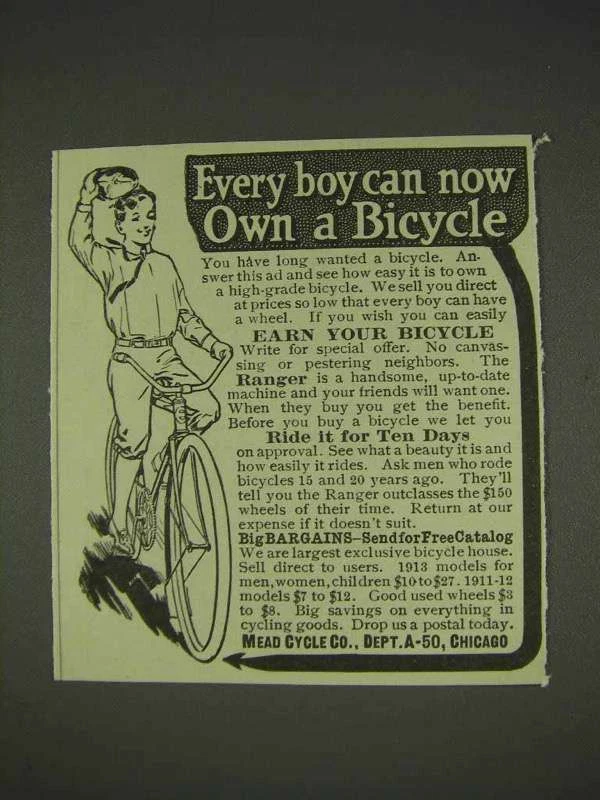 Every boy can now
Own a Bicycle
You have long wanted a bicycle. An-
swer this ad and see how easy it is to own
a high-grade bicycle. We sell you direct
at prices so low that every boy can have
a wheel. If you wish you can easily
EARN YOUR BICYCLE
Write for special offer. No canvas-
sing or pestering neighbors. The
Ranger is a handsome, up-to-date
machine and your friends will want one.
When they buy you get the benefit.
Before you buy a bicycle we let you
Ride it for Ten Days
on approval. See what a beauty it is and
how easily it rides. Ask men who rode
bicycles 15 and 20 years ago. They'll
tell you the Ranger outclasses the $150
wheels of their time. Return at our
expense if it doesn't suit.
Big BARGAINS—Send for Free Catalog
We are largest exclusive bicycle house.
Sell direct to users. 1913 models for
men, women, children $10 to $27. 1911-12
models $7 to $12. Good used wheels $3
to $8. Big savings on everything in
cycling goods. Drop us a postal today.
MEAD CYCLE CO., DEPT. A-50, CHICAGO